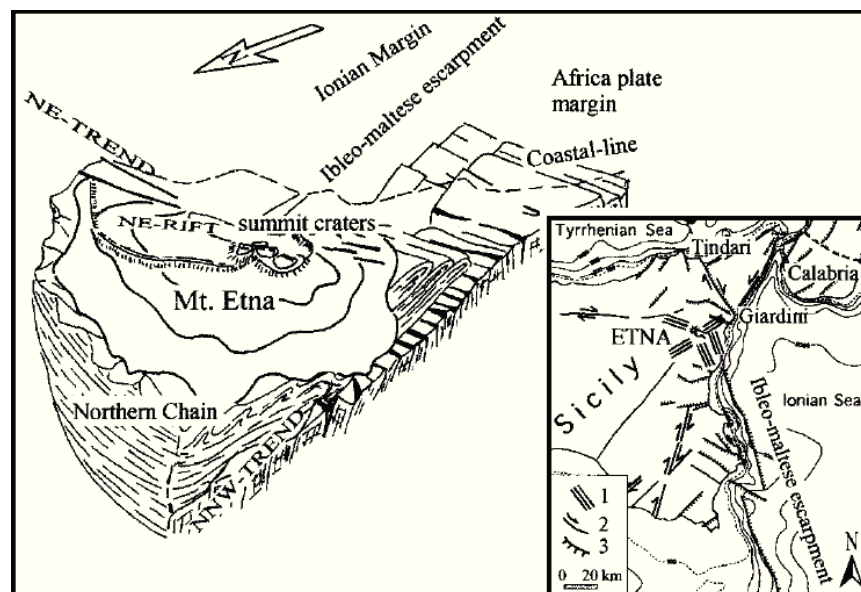 Ionian Margin
Ibleo-maltese escarpment
Africa plate
margin
Coastal-line
NE-TREND
NE-RIFT
summit craters
Mt. Etna
Northern Chain
NNW-TREND
Tyrrhenian Sea
Tindari
Calabria
Giardini
ETNA
Sicily
Ionian Sea
Ibleo-maltese escarpment
1
2
3
0 20 km
N